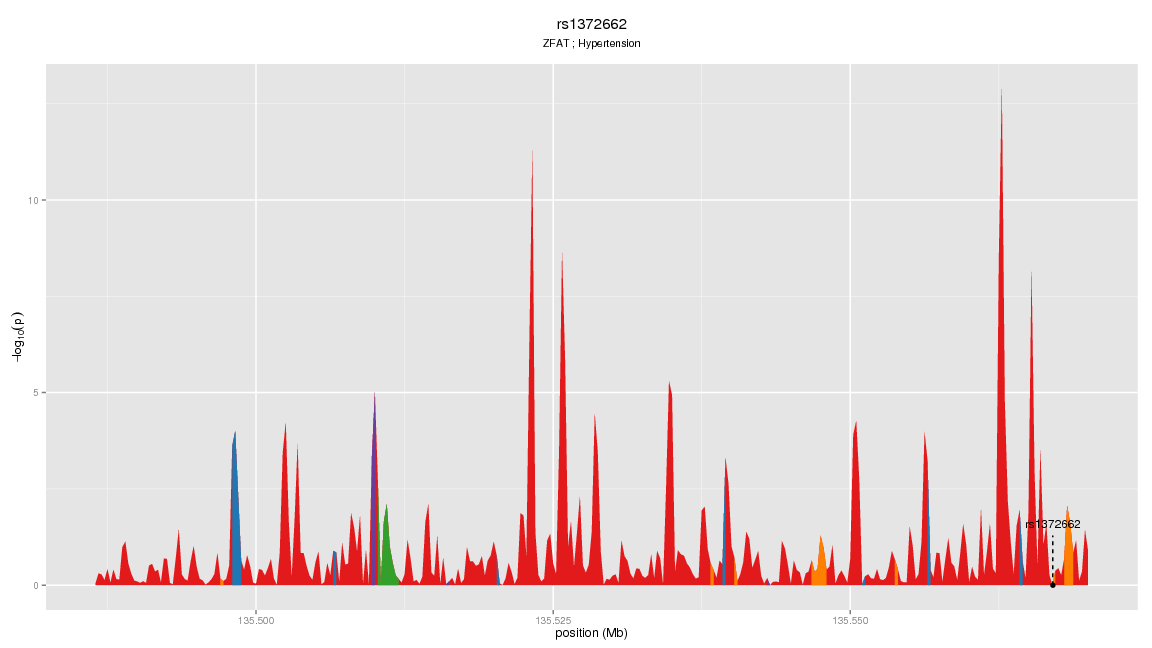 rs1372662
ZFAT ; Hypertension
−log10(p)
10
5
0
rs1372662
135.500
135.525
135.550
position (Mb)